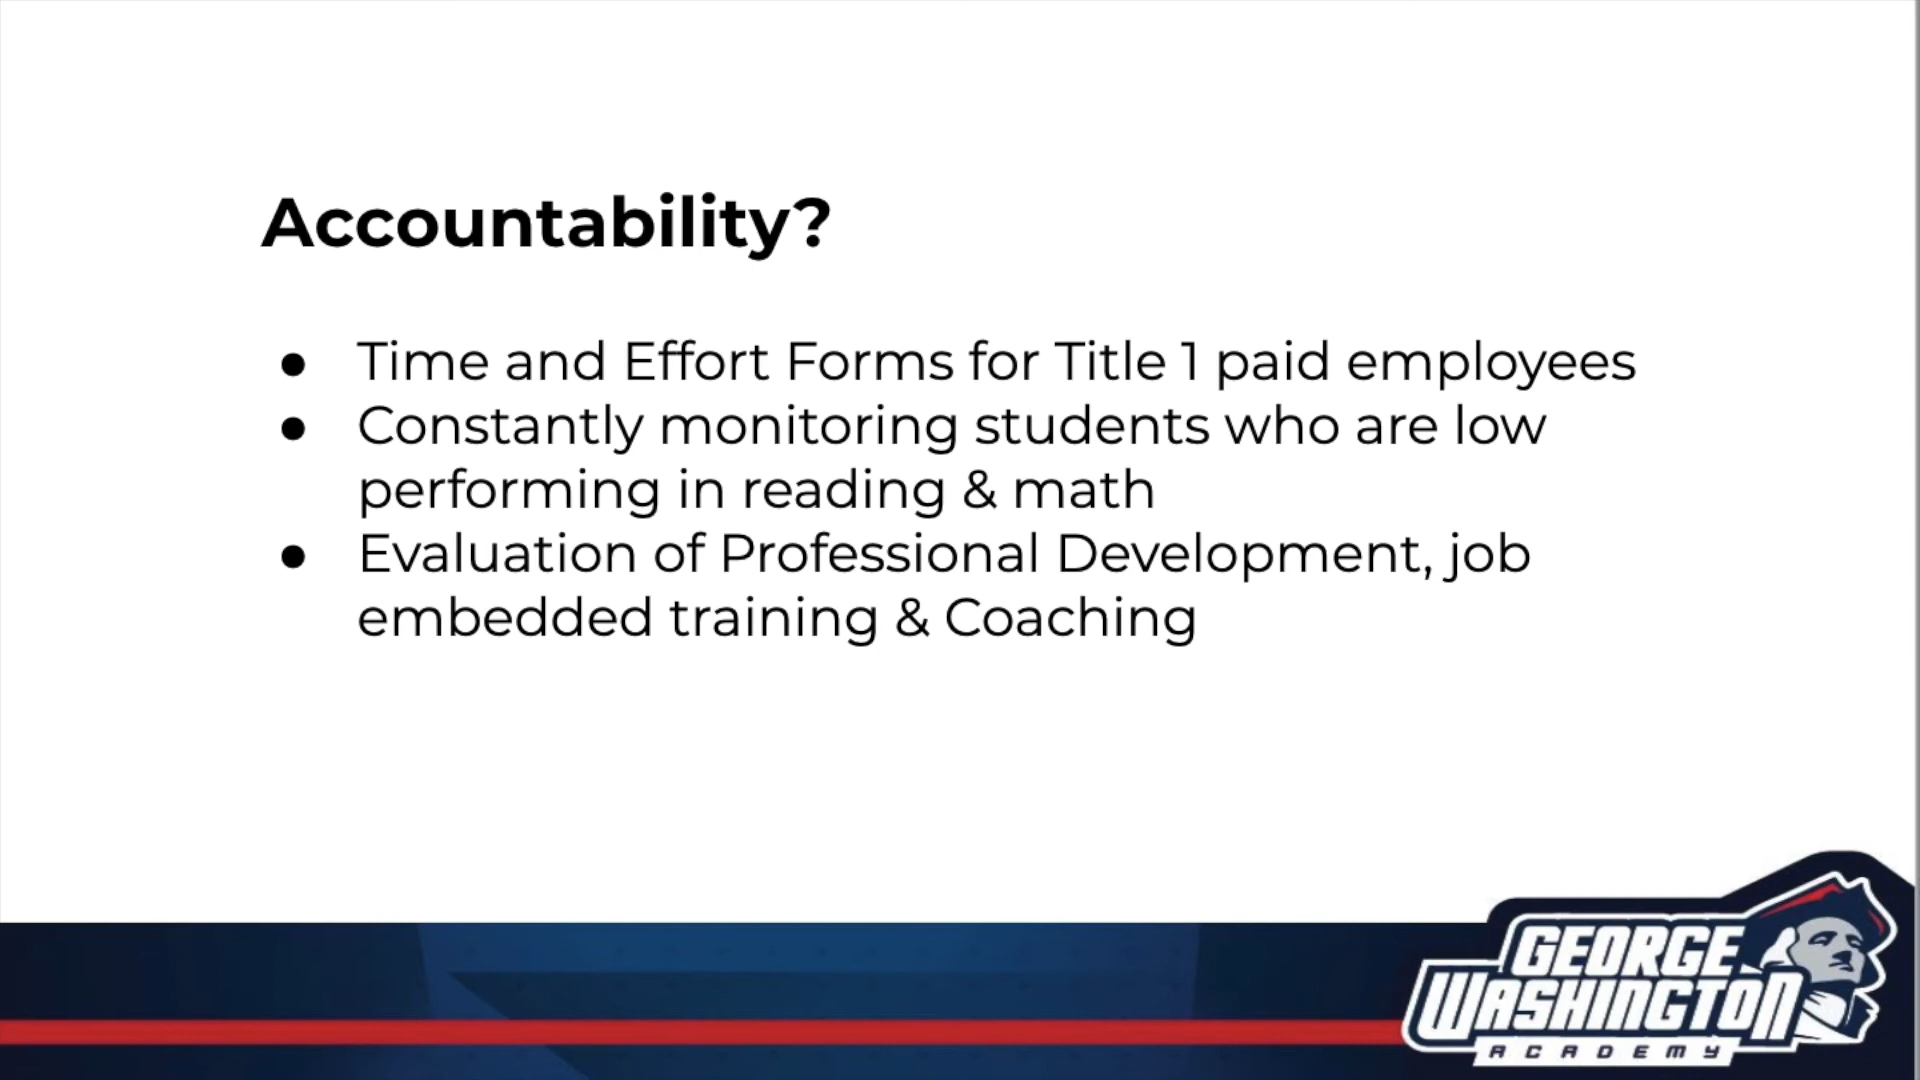 Accountability?
● Time and Effort Forms for Title 1 paid employees
● Constantly monitoring students who are low
performing in reading & math
● Evaluation of Professional Development, job
embedded training & Coaching
GEORGE
WASHINGTON
ACADEMY